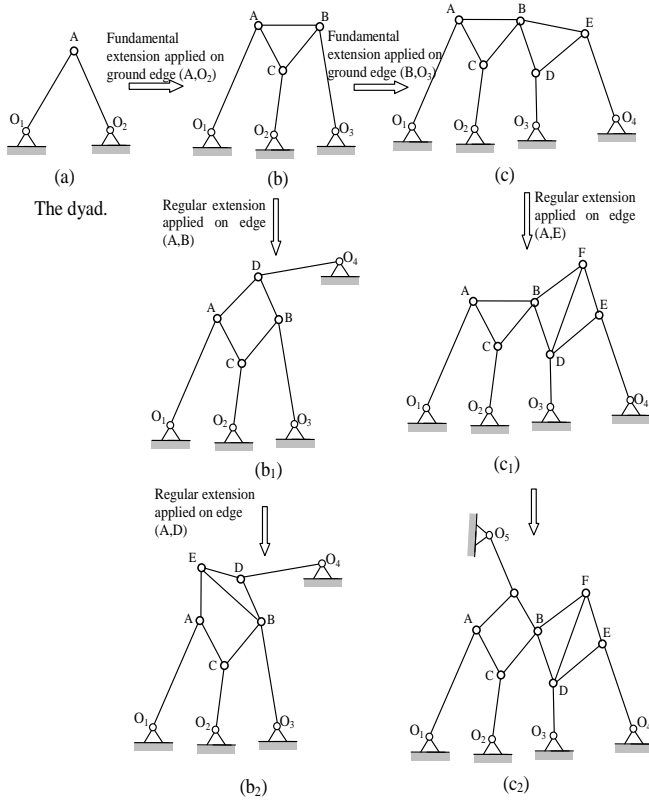 Fundamental
extension applied on
ground edge (A,O₂)
Fundamental
extension applied on
ground edge (B,O₃)
A
O₁
O₂
A
B
C
O₁
O₂
O₃
A
B
E
C
D
O₁
O₂
O₃
O₄
(a)
(b)
(c)
The dyad.
Regular extension
applied on edge
(A,B)
Regular extension
applied on edge
(A,E)
D
O₄
A
B
C
O₁
O₂
O₃
(b₁)
F
A
B
E
C
D
O₁
O₂
O₃
O₄
(c₁)
Regular extension
applied on edge
(A,D)
E
D
O₄
A
B
C
O₁
O₂
O₃
(b₂)
O₅
F
A
B
E
C
D
O₁
O₂
O₃
O₄
(c₂)